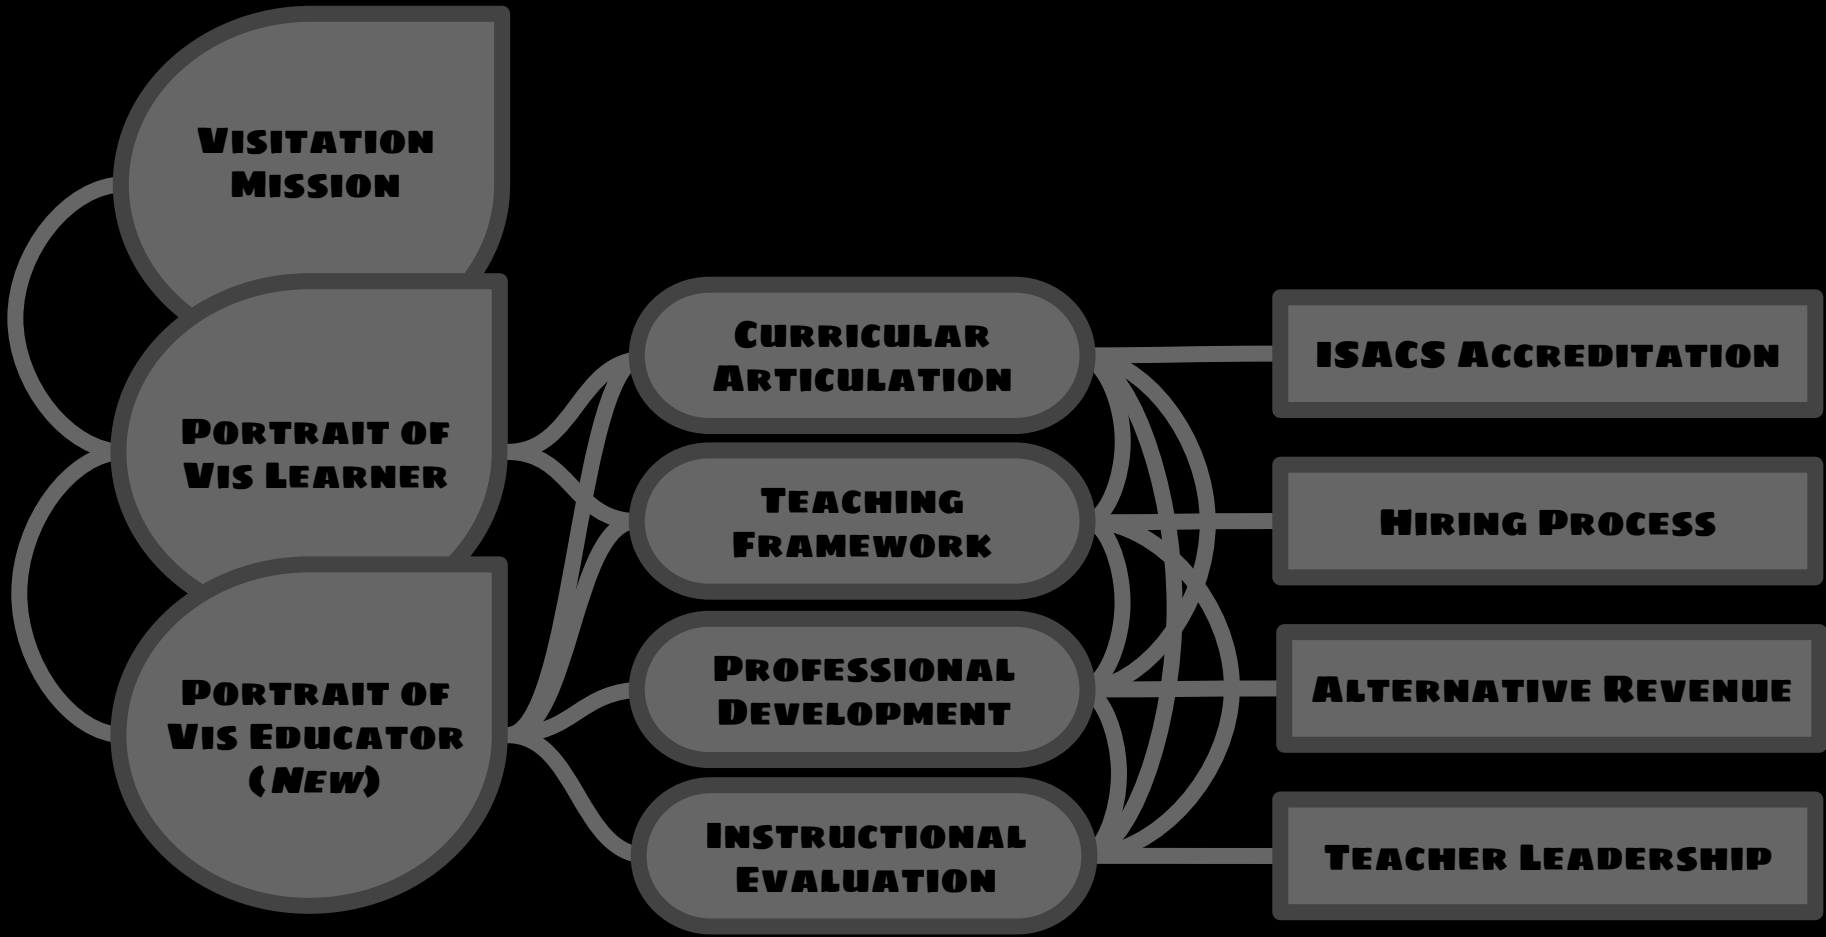 Visitation
Mission
Portrait of
Vis Learner
Portrait of
Vis Educator
(New)
Curricular
Articulation
Teaching
Framework
Professional
Development
Instructional
Evaluation
ISACS Accreditation
Hiring Process
Alternative Revenue
Teacher Leadership